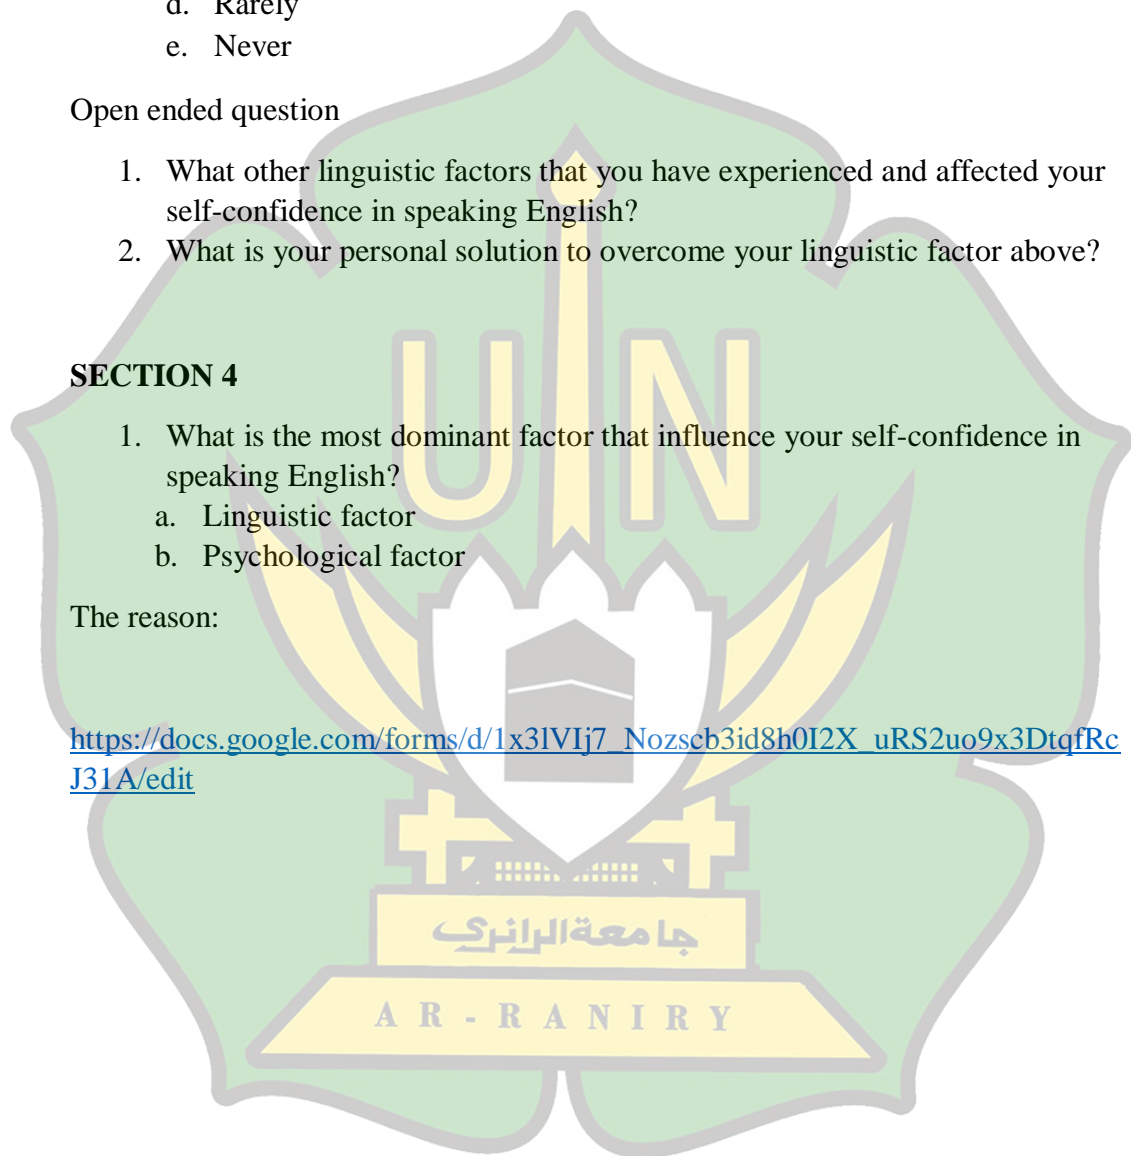 d. Rarely
e. Never
Open ended question
1. What other linguistic factors that you have experienced and affected your
self-confidence in speaking English?
2. What is your personal solution to overcome your linguistic factor above?
UIN
SECTION 4
1. What is the most dominant factor that influence your self-confidence in
speaking English?
a. Linguistic factor
b. Psychological factor
The reason:
https://docs.google.com/forms/d/1x3lVIj7_Nozscb3id8h0I2X_uRS2uo9x3DtqfRc
J31A/edit
جامعة الرانري
AR-RANIRY